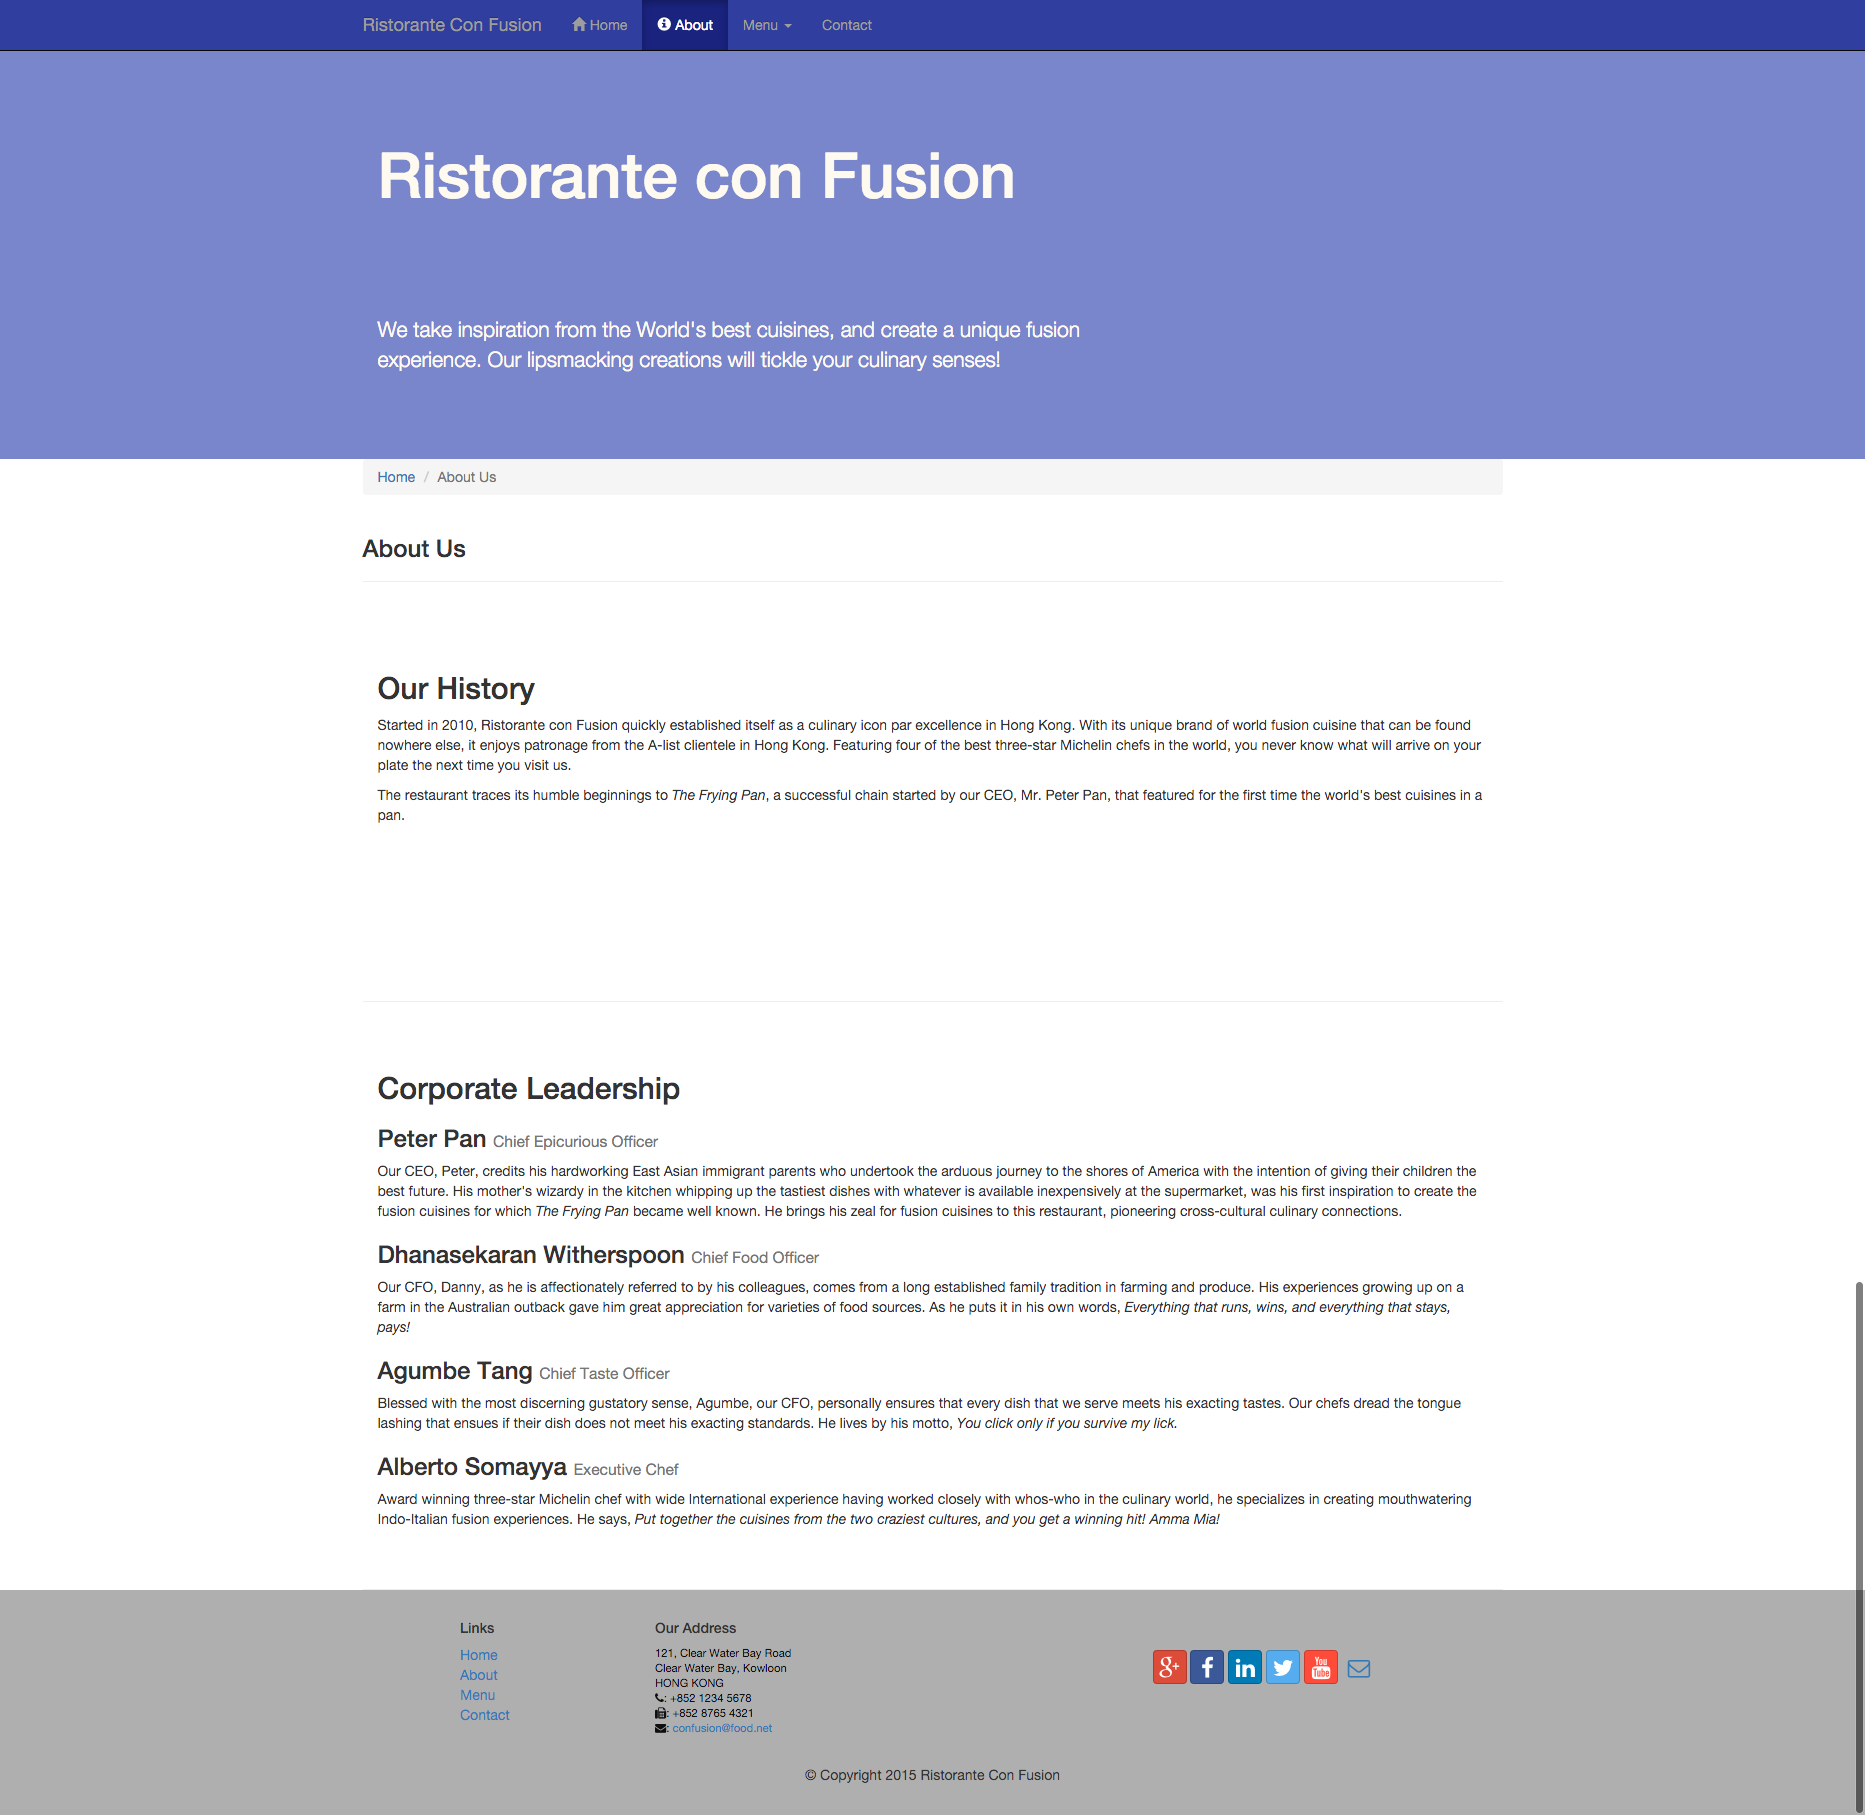 Ristorante Con Fusion Home About Menu Contact
Ristorante con Fusion
We take inspiration from the World's best cuisines, and create a unique fusion
experience. Our lipsmacking creations will tickle your culinary senses!
Home / About Us
About Us
Our History
Started in 2010, Ristorante con Fusion quickly established itself as a culinary icon par excellence in Hong Kong. With its unique brand of world fusion cuisine that can be found
nowhere else, it enjoys patronage from the A-list clientele in Hong Kong. Featuring four of the best three-star Michelin chefs in the world, you never know what will arrive on your
plate the next time you visit us.
The restaurant traces its humble beginnings to The Frying Pan, a successful chain started by our CEO, Mr. Peter Pan, that featured for the first time the world's best cuisines in a
pan.
Corporate Leadership
Peter Pan Chief Epicurious Officer
Our CEO, Peter, credits his hardworking East Asian immigrant parents who undertook the arduous journey to the shores of America with the intention of giving their children the
best future. His mother's wizardy in the kitchen whipping up the tastiest dishes with whatever is available inexpensively at the supermarket, was his first inspiration to create the
fusion cuisines for which The Frying Pan became well known. He brings his zeal for fusion cuisines to this restaurant, pioneering cross-cultural culinary connections.
Dhanasekaran Witherspoon Chief Food Officer
Our CFO, Danny, as he is affectionately referred to by his colleagues, comes from a long established family tradition in farming and produce. His experiences growing up on a
farm in the Australian outback gave him great appreciation for varieties of food sources. As he puts it in his own words, Everything that runs, wins, and everything that stays,
pays!
Agumbe Tang Chief Taste Officer
Blessed with the most discerning gustatory sense, Agumbe, our CFO, personally ensures that every dish that we serve meets his exacting tastes. Our chefs dread the tongue
lashing that ensues if their dish does not meet his exacting standards. He lives by his motto, You click only if you survive my lick.
Alberto Somayya Executive Chef
Award winning three-star Michelin chef with wide International experience having worked closely with whos-who in the culinary world, he specializes in creating mouthwatering
Indo-Italian fusion experiences. He says, Put together the cuisines from the two craziest cultures, and you get a winning hit! Amma Mia!
Links
Home
About
Menu
Contact
Our Address
121, Clear Water Bay Road
Clear Water Bay, Kowloon
HONG KONG
: +852 1234 5678
: +852 8765 4321
: confusion@food.net
g+ f in You Tube
© Copyright 2015 Ristorante Con Fusion